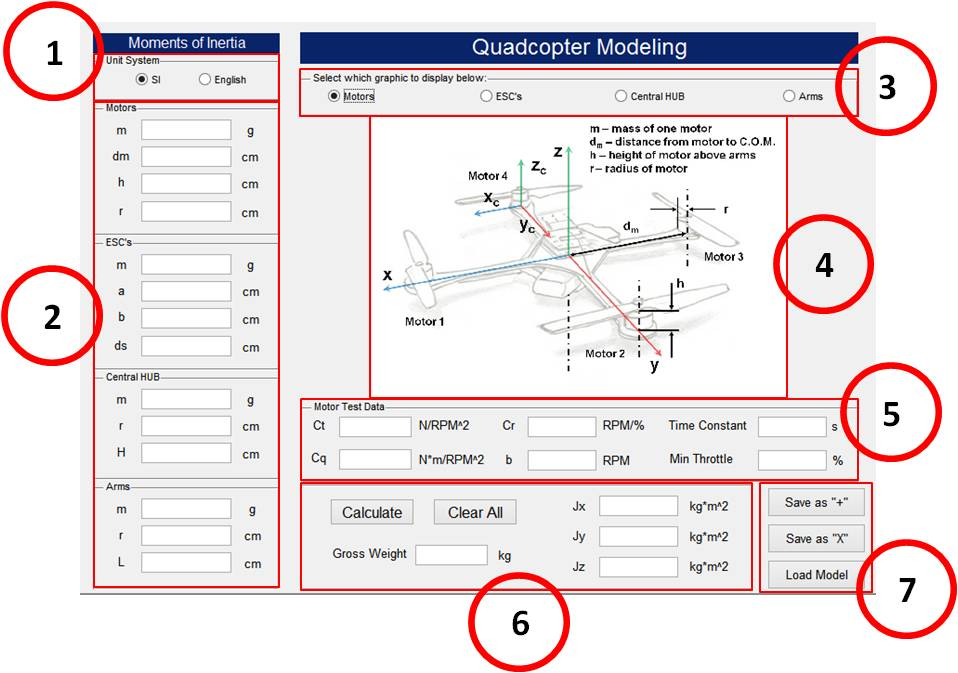 1
Moments of Inertia
Unit System
SI English
2
Motors
m g
dm cm
h cm
r cm
ESC's
m g
a cm
b cm
ds cm
Central HUB
m g
r cm
H cm
Arms
m g
r cm
L cm
Quadcopter Modeling
3
Select which graphic to display below:
Motors ESC's Central HUB Arms
4
m – mass of one motor
dm – distance from motor to C.O.M.
h – height of motor above arms
r – radius of motor
z
zc
Motor 4
xc
yc
r
dm
Motor 3
x
h
Motor 1
Motor 2
y
5
Motor Test Data
Ct N/RPM^2 Cr RPM/% Time Constant s
Cq N*m/RPM^2 b RPM Min Throttle %
6
Calculate Clear All
Gross Weight kg
Jx kg*m^2
Jy kg*m^2
Jz kg*m^2
7
Save as "+"
Save as "X"
Load Model